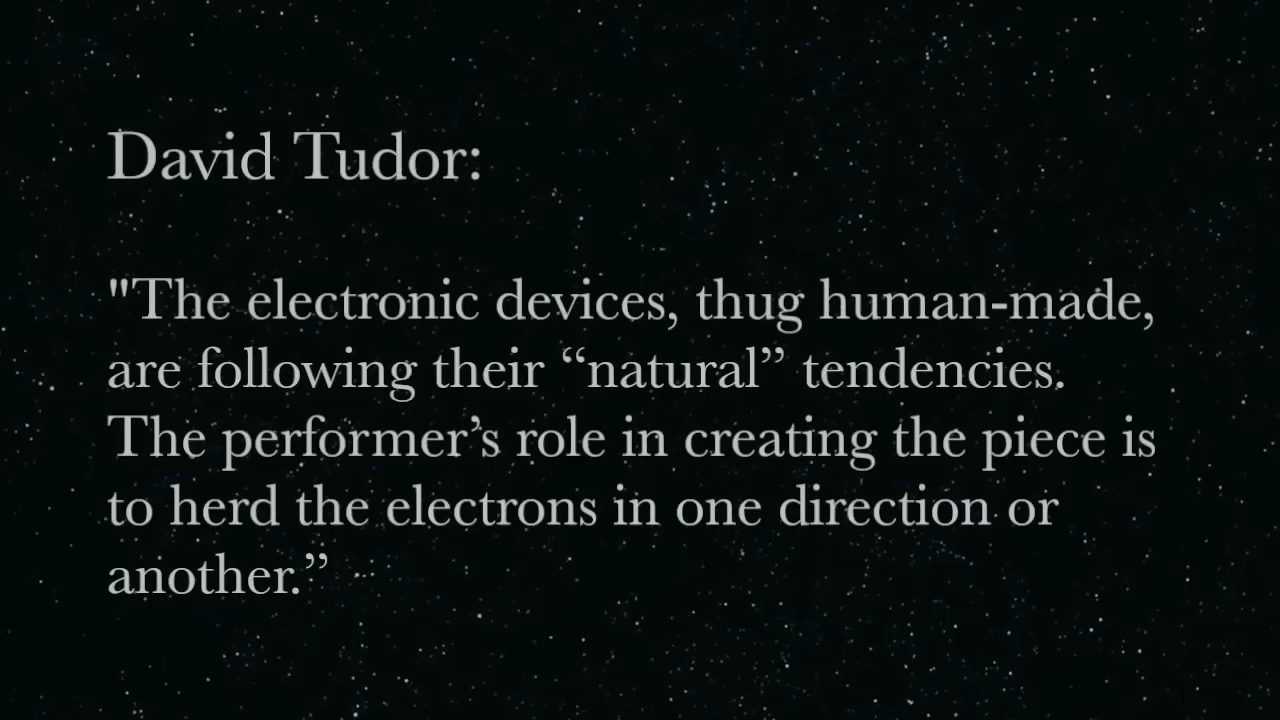 David Tudor:
"The electronic devices, thug human-made,
are following their “natural” tendencies.
The performer’s role in creating the piece is
to herd the electrons in one direction or
another.”